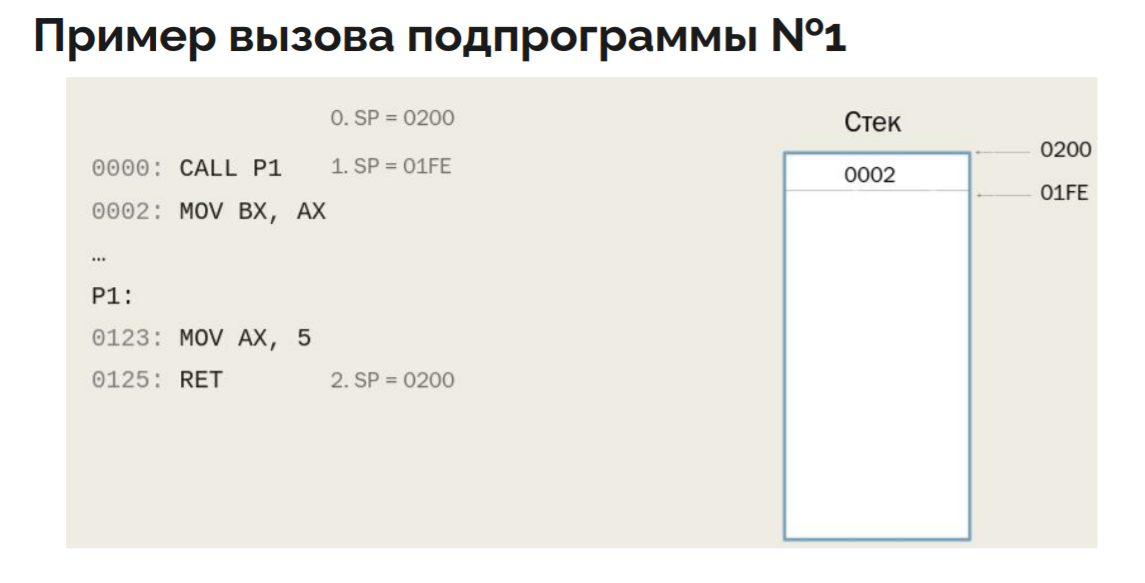 Пример вызова подпрограммы №1
0. SP = 0200
0000: CALL P1 1. SP = 01FE
0002: MOV BX, AX
…
P1:
0123: MOV AX, 5
0125: RET 2. SP = 0200
Стек
0200
0002
01FE